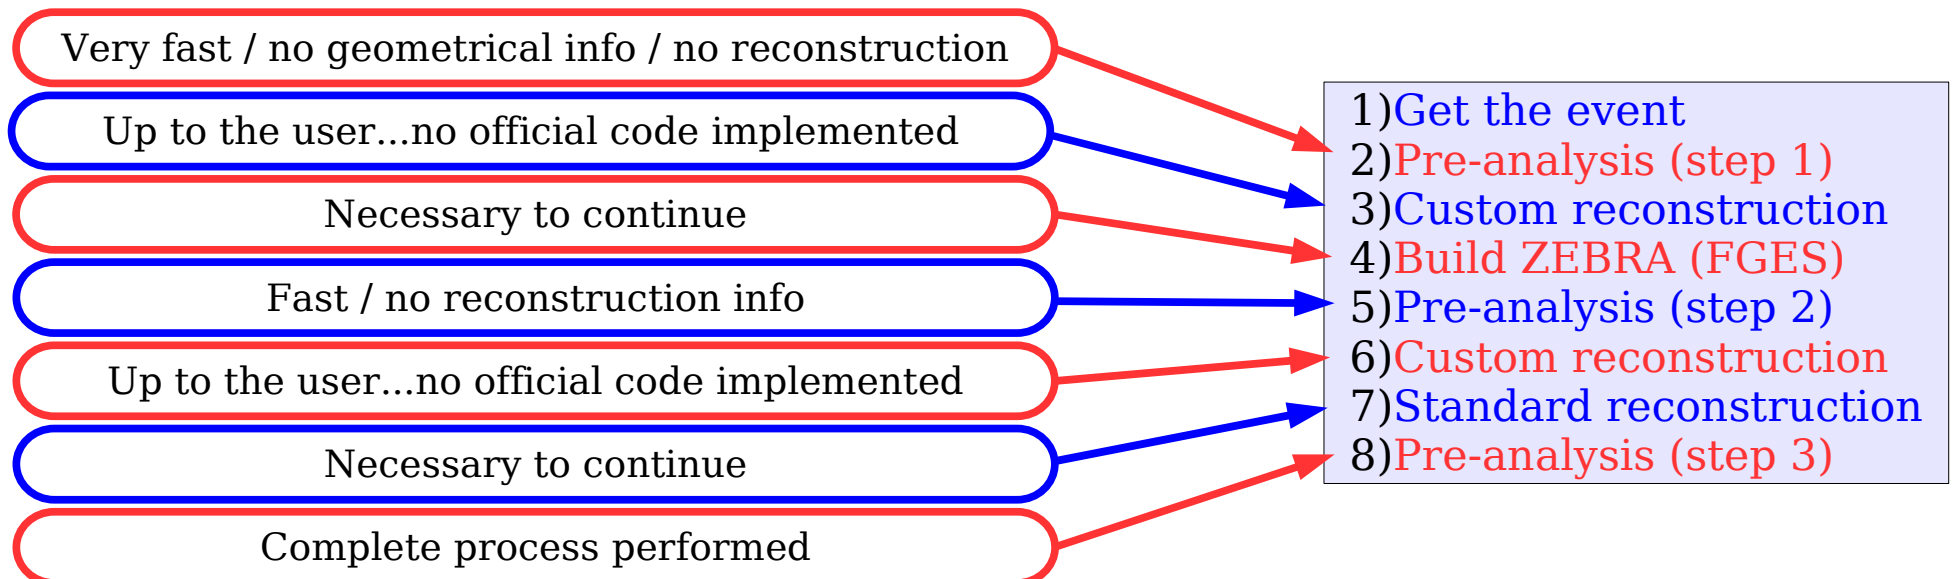 Very fast / no geometrical info / no reconstruction
Up to the user...no official code implemented
Necessary to continue
Fast / no reconstruction info
Up to the user...no official code implemented
Necessary to continue
Complete process performed
1)Get the event
2)Pre-analysis (step 1)
3)Custom reconstruction
4)Build ZEBRA (FGES)
5)Pre-analysis (step 2)
6)Custom reconstruction
7)Standard reconstruction
8)Pre-analysis (step 3)